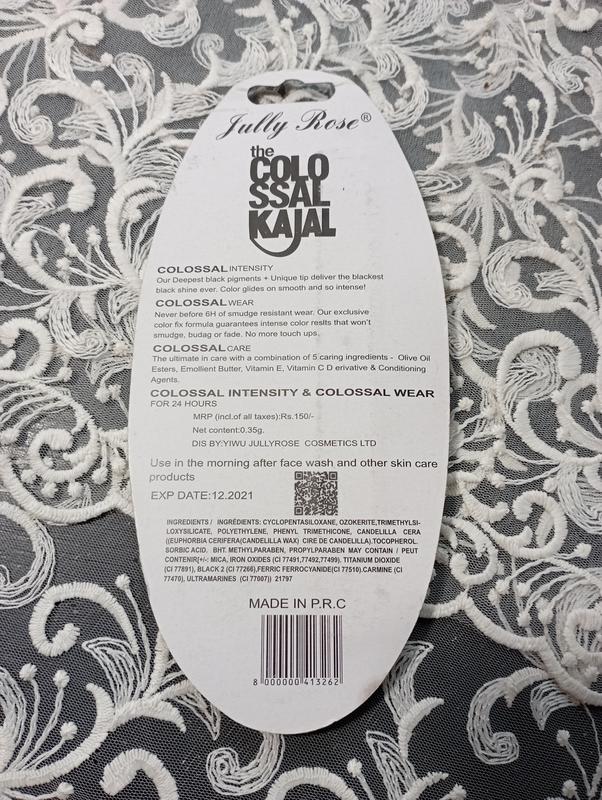 Jully Rose®
the
COLO
SSAL
KAJAL
COLOSSAL INTENSITY
Our Deepest black pigments + Unique tip deliver the blackest
black shine ever. Color glides on smooth and so intense!
COLOSSAL WEAR
Never before 6H of smudge resistant wear. Our exclusive
color fix formula guarantees intense color reslts that won't
smudge, budag or fade. No more touch ups.
COLOSSAL CARE
The ultimate in care with a combination of 5 caring ingredients - Olive Oil
Esters, Emollient Butter, Vitamin E, Vitamin C D erivative & Conditioning
Agents.
COLOSSAL INTENSITY & COLOSSAL WEAR
FOR 24 HOURS
MRP (incl.of all taxes):Rs.150/-
Net content:0.35g.
DIS BY:YIWU JULLYROSE COSMETICS LTD
Use in the morning after face wash and other skin care
products
EXP DATE:12.2021
INGREDIENTS / INGRÉDIENTS: CYCLOPENTASILOXANE, OZOKERITE,TRIMETHYLSI-
LOXYSILICATE, POLYETHYLENE, PHENYL TRIMETHICONE, CANDELILLA CERA
((EUPHORBIA CERIFERA(CANDELILLA WAX) CIRE DE CANDELILLA).TOCOPHEROL.
SORBIC ACID. BHT. METHYLPARABEN, PROPYLPARABEN MAY CONTAIN / PEUT
CONTENIR[+/-: MICA, IRON OXIDES (CI 77491,77492,77499). TITANIUM DIOXIDE
(CI 77891), BLACK 2 (CI 77266),FERRIC FERROCYANIDE(CI 77510).CARMINE (CI
77470), ULTRAMARINES (CI 77007)) 21797
MADE IN P.R.C
8 000000 413262